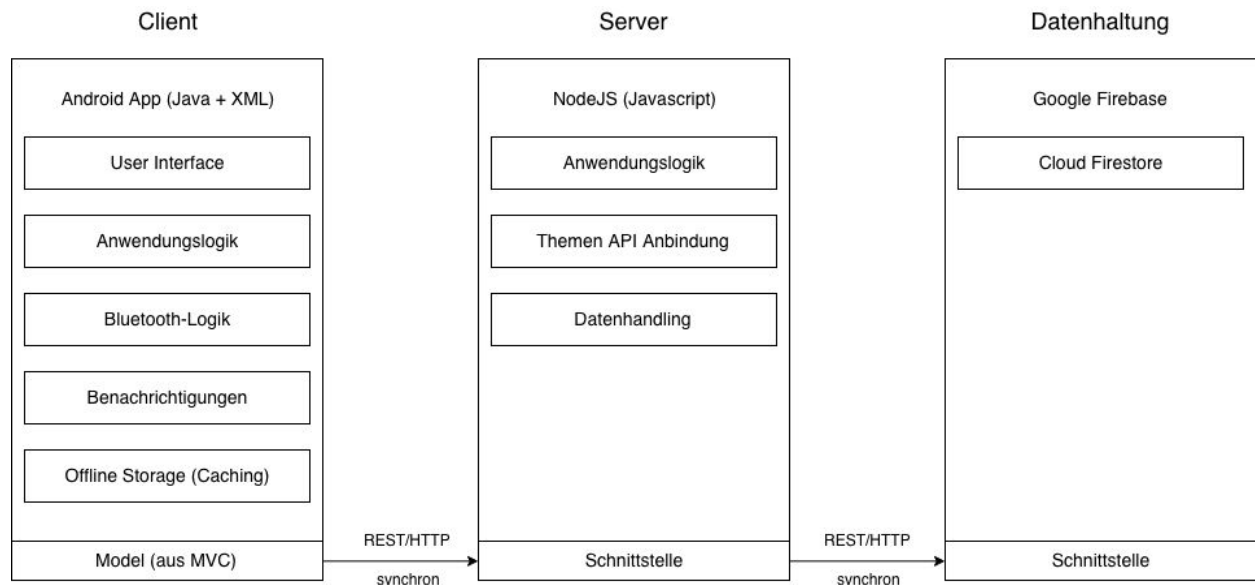 Client
Server
Datenhaltung
Android App (Java + XML)
User Interface
Anwendungslogik
Bluetooth-Logik
Benachrichtigungen
Offline Storage (Caching)
Model (aus MVC)
REST/HTTP
synchron
NodeJS (Javascript)
Anwendungslogik
Themen API Anbindung
Datenhandling
Schnittstelle
REST/HTTP
synchron
Google Firebase
Cloud Firestore
Schnittstelle